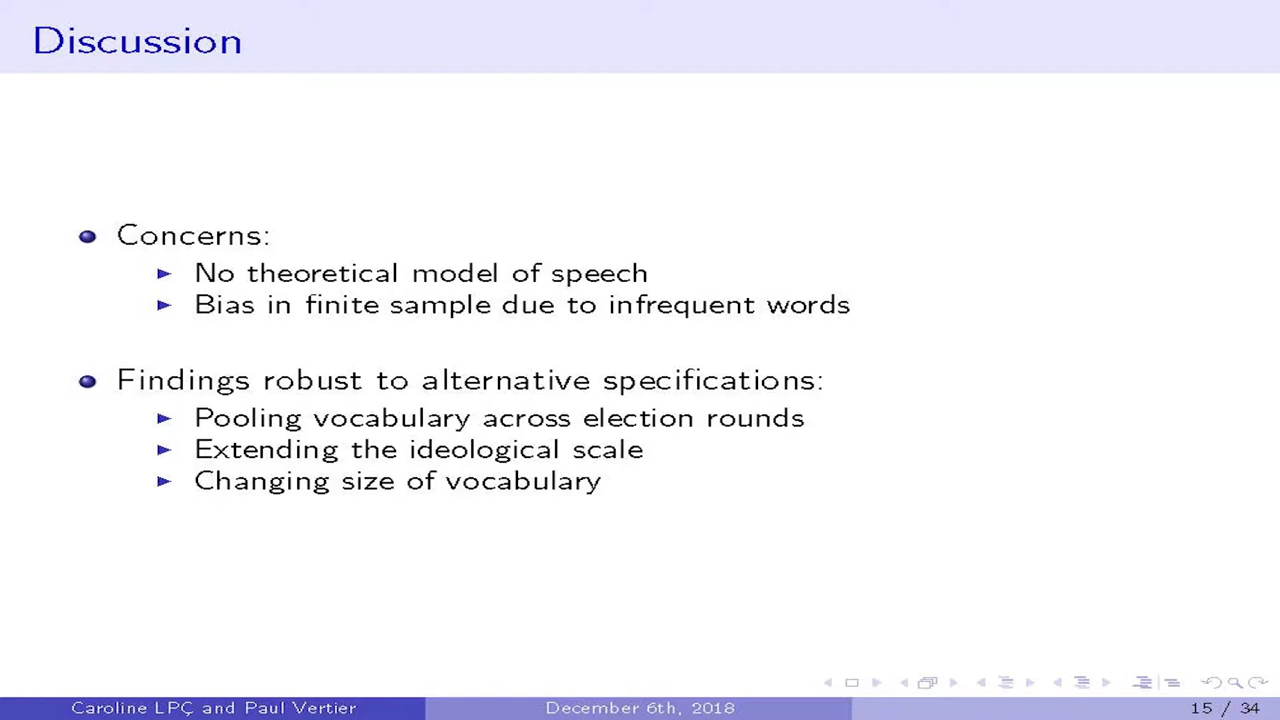 Discussion
Concerns:
No theoretical model of speech
Bias in finite sample due to infrequent words
Findings robust to alternative specifications:
Pooling vocabulary across election rounds
Extending the ideological scale
Changing size of vocabulary
Caroline LPÇ and Paul Vertier
December 6th, 2018
15 / 34